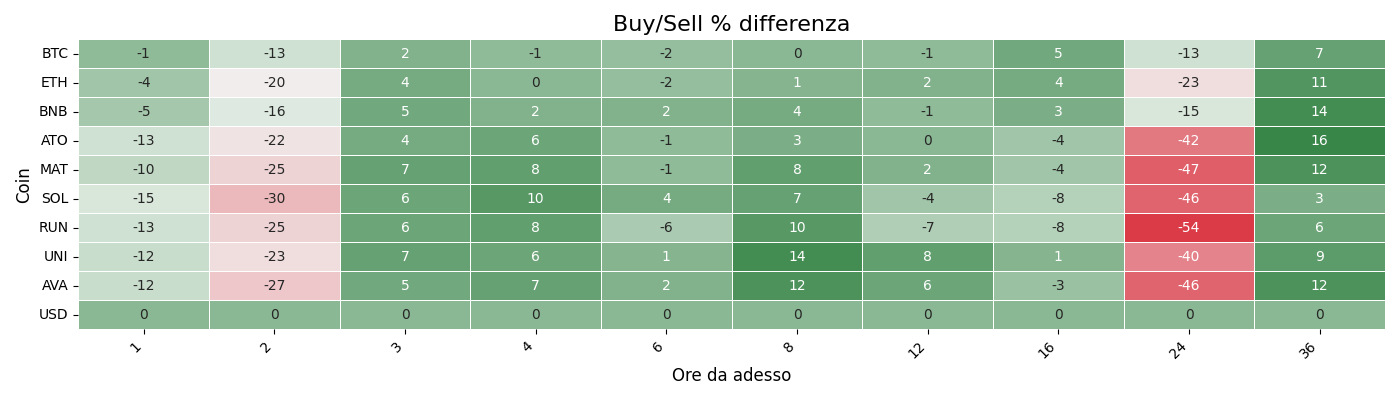 Buy/Sell % differenza
Coin
BTC -1 -13 2 -1 -2 0 -1 5 -13 7
ETH -4 -20 4 0 -2 1 2 4 -23 11
BNB -5 -16 5 2 2 4 -1 3 -15 14
ATO -13 -22 4 6 -1 3 0 -4 -42 16
MAT -10 -25 7 8 -1 8 2 -4 -47 12
SOL -15 -30 6 10 4 7 -4 -8 -46 3
RUN -13 -25 6 8 -6 10 -7 -8 -54 6
UNI -12 -23 7 6 1 14 8 1 -40 9
AVA -12 -27 5 7 2 12 6 -3 -46 12
USD 0 0 0 0 0 0 0 0 0 0
1 2 3 4 6 8 12 16 24 36
Ore da adesso